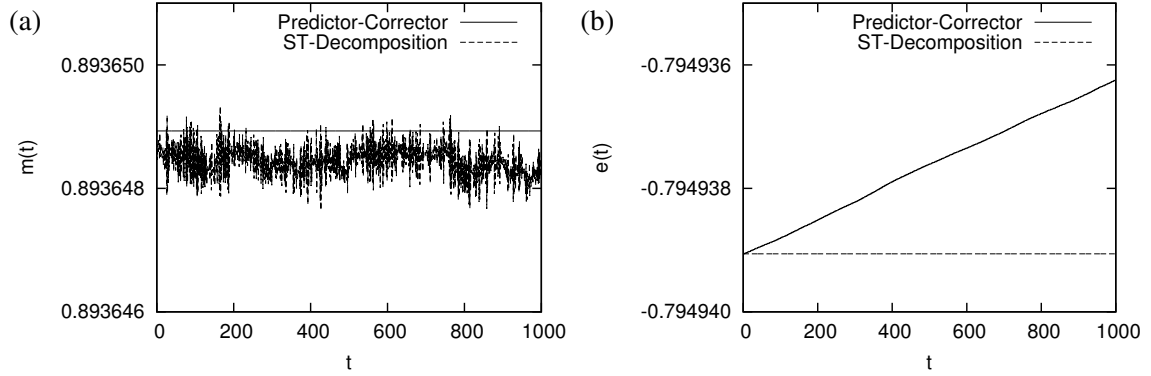 (a)
Predictor-Corrector
ST-Decomposition
0.893650
0.893648
0.893646
m(t)
0 200 400 600 800 1000
t
(b)
Predictor-Corrector
ST-Decomposition
-0.794936
-0.794938
-0.794940
e(t)
0 200 400 600 800 1000
t